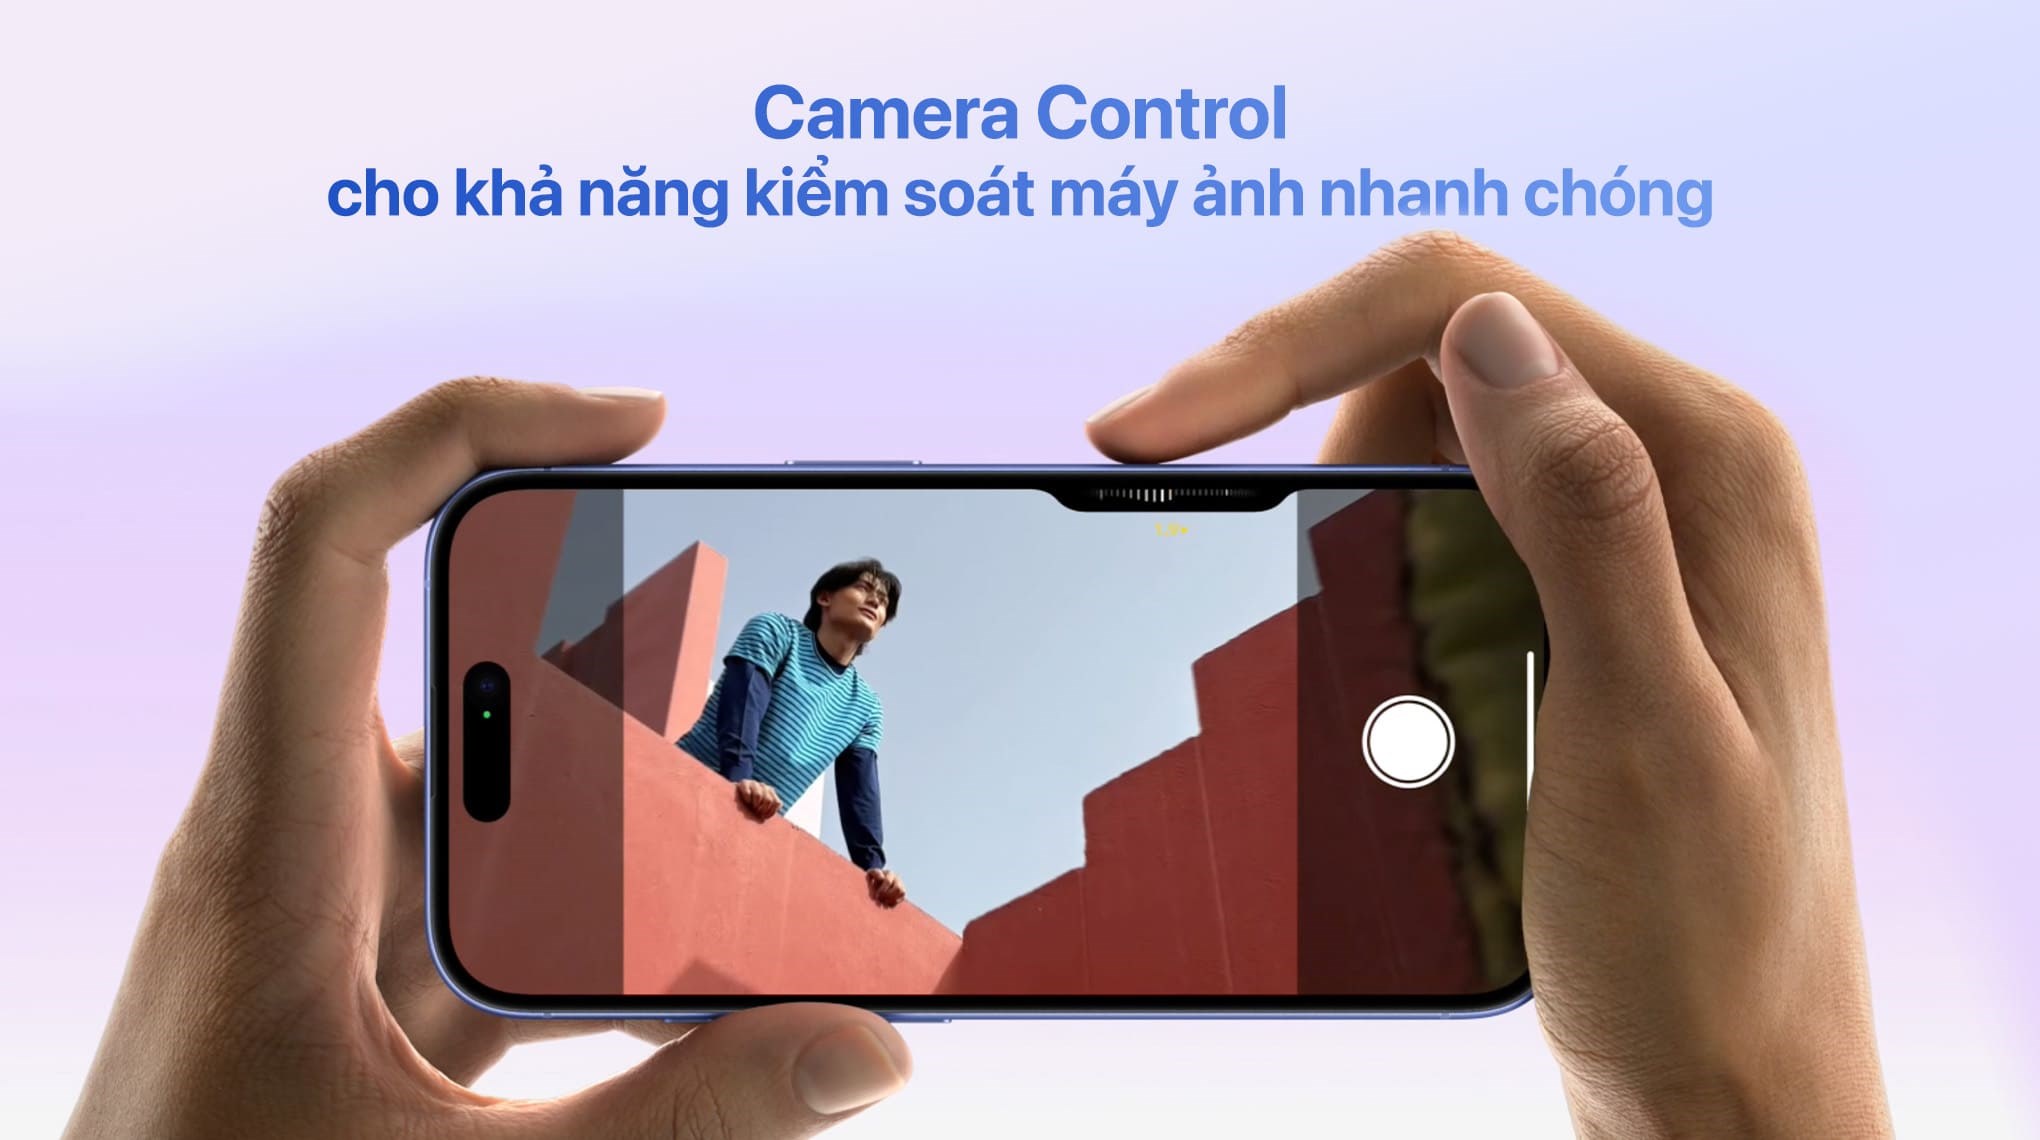 Camera Control
cho khả năng kiểm soát máy ảnh nhanh chóng